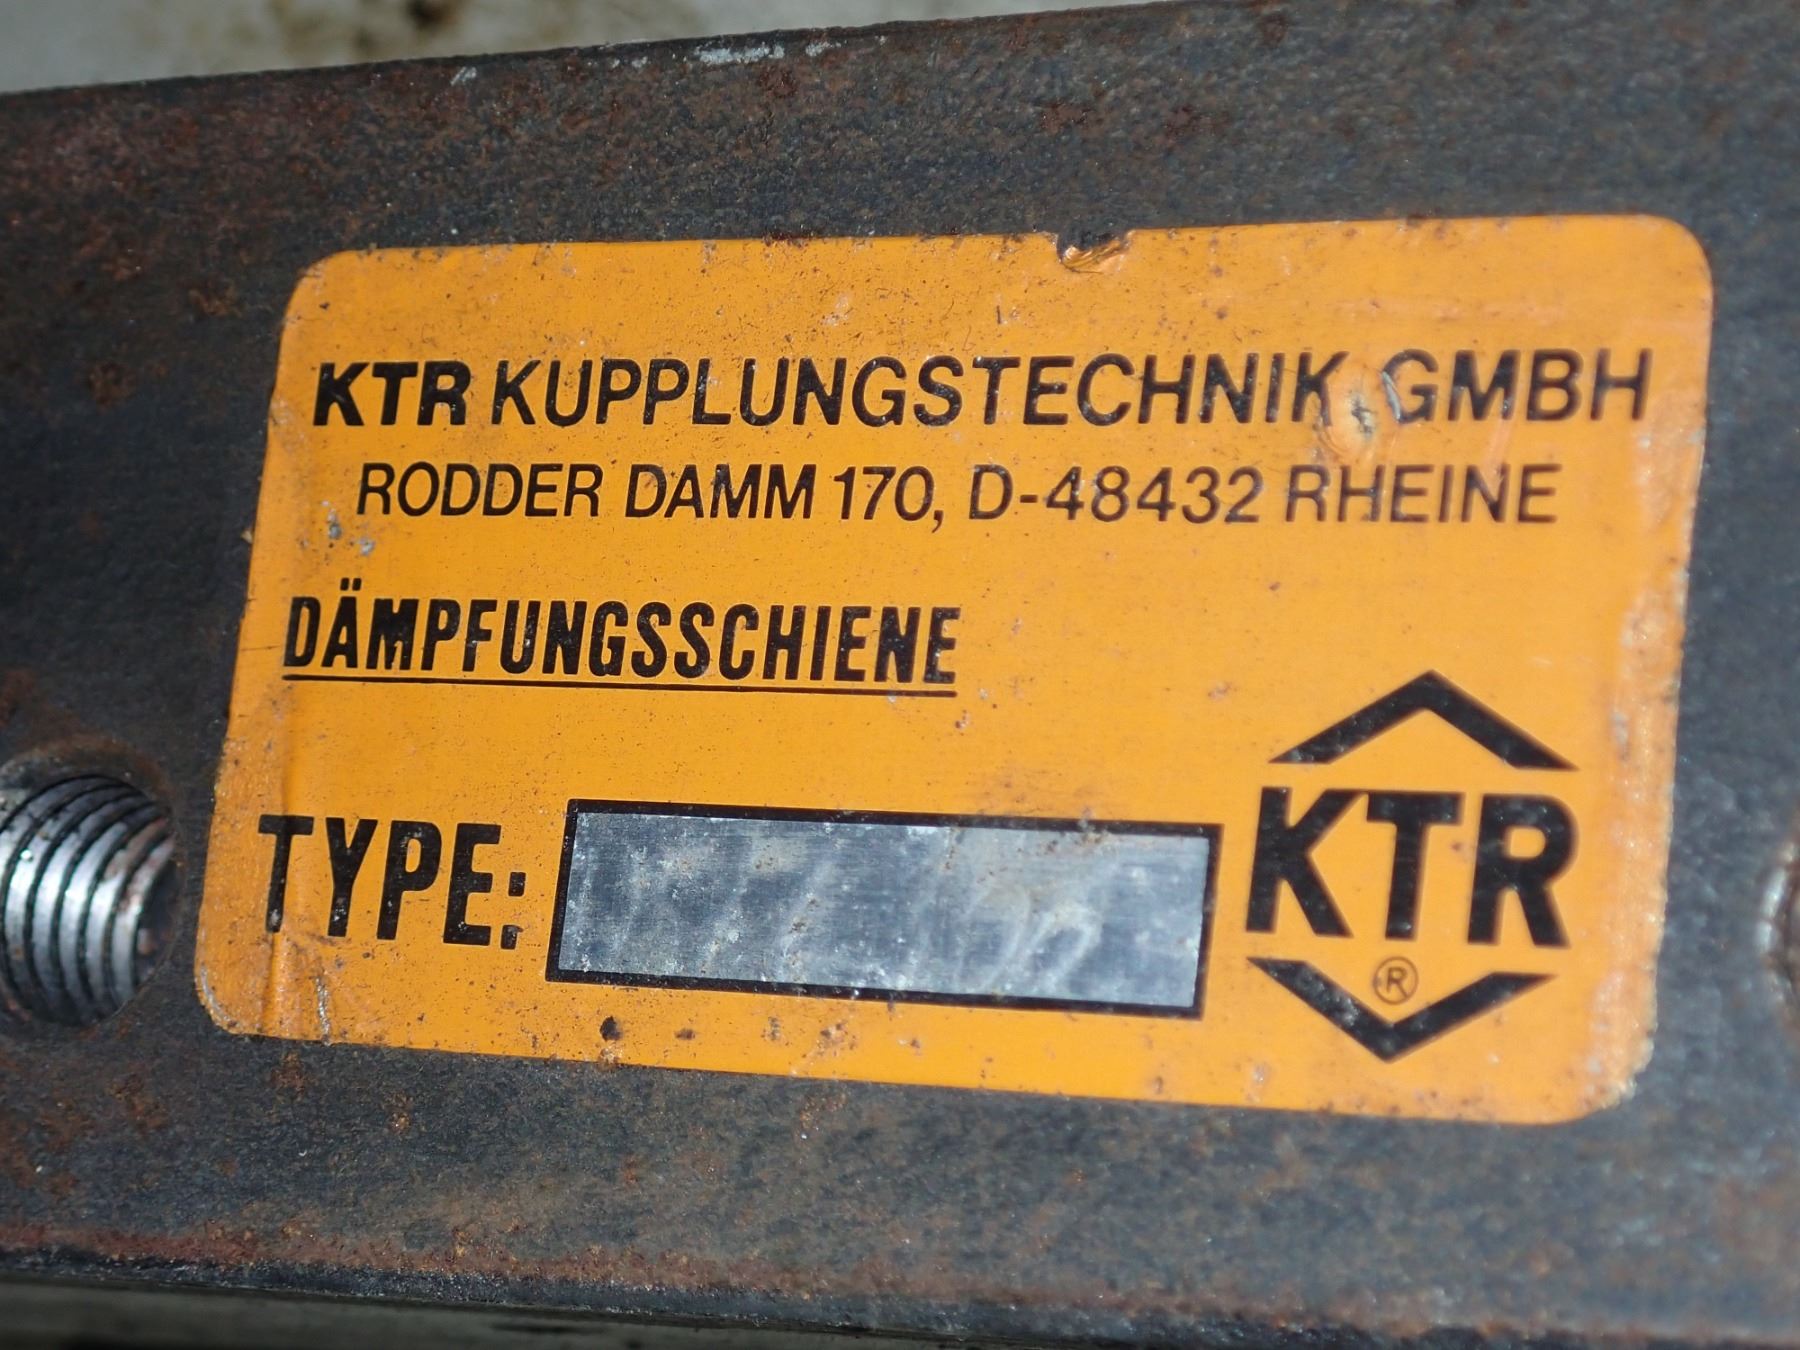 KTR KUPPLUNGSTECHNIK GMBH
RODDER DAMM 170, D-48432 RHEINE
DÄMPFUNGSSCHIENE
TYPE:
KTR
®